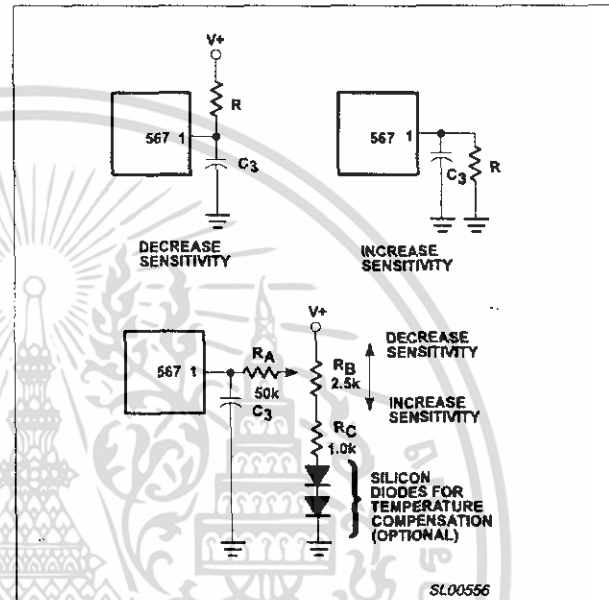 V+
R
567 1
C3
DECREASE
SENSITIVITY
567 1
C3
R
INCREASE
SENSITIVITY
V+
DECREASE
SENSITIVITY
RA
RB
567 1
50k
2.5k
C3
INCREASE
SENSITIVITY
RC
1.0k
SILICON
DIODES FOR
TEMPERATURE
COMPENSATION
(OPTIONAL)
SL00556